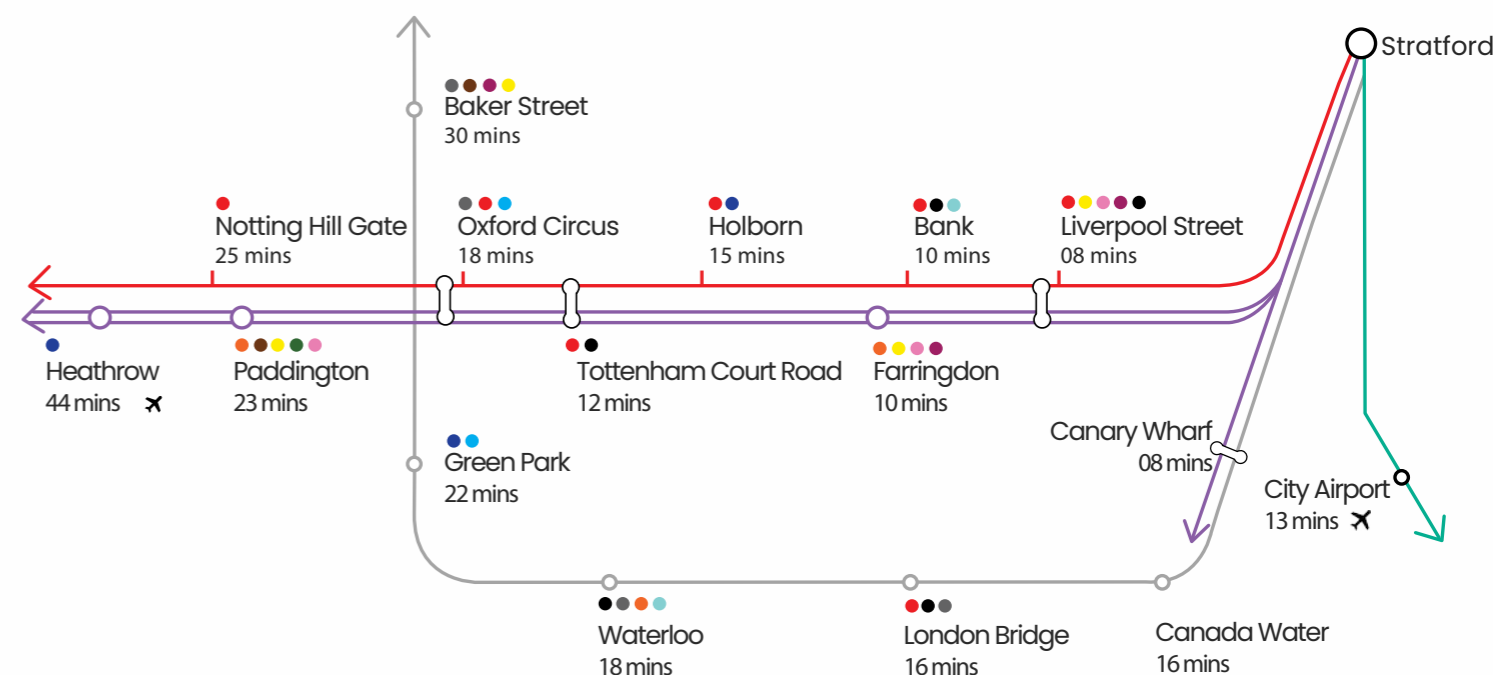 Stratford
Baker Street
30 mins
Notting Hill Gate
25 mins
Oxford Circus
18 mins
Holborn
15 mins
Bank
10 mins
Liverpool Street
08 mins
Heathrow
44 mins
Paddington
23 mins
Tottenham Court Road
12 mins
Farringdon
10 mins
Canary Wharf
08 mins
Green Park
22 mins
City Airport
13 mins
Waterloo
18 mins
London Bridge
16 mins
Canada Water
16 mins